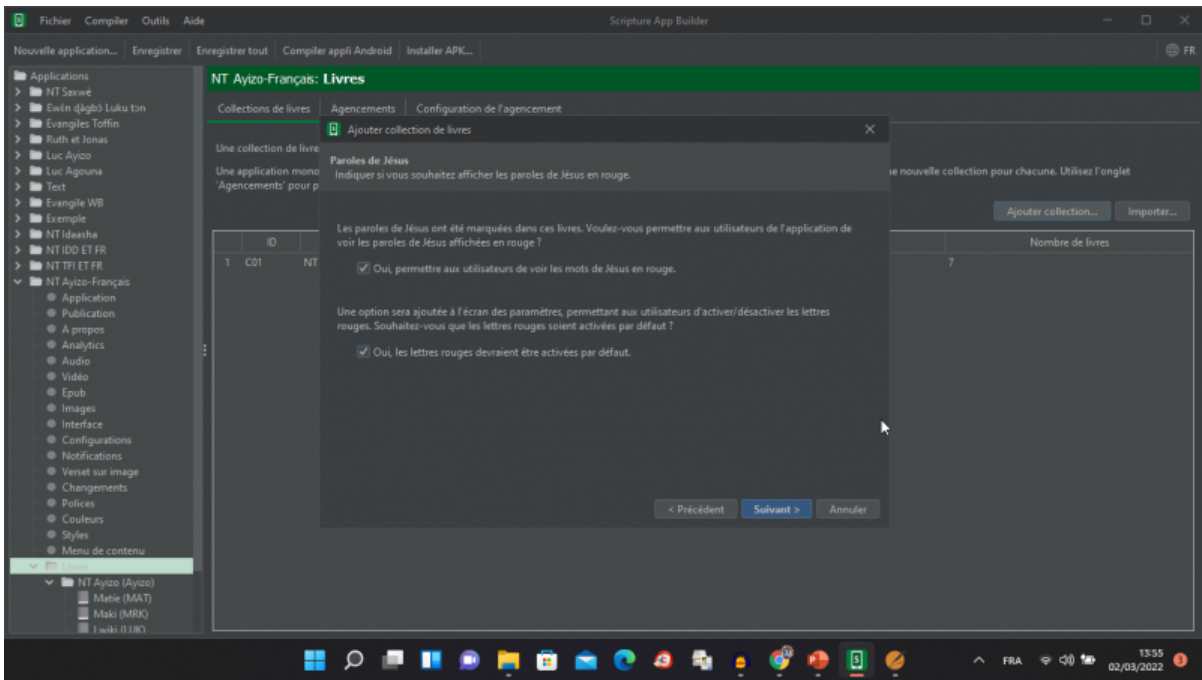 Fichier Compiler Outils Aide
Scripture App Builder
Nouvelle application... Enregistrer Enregistrer tout Compiler appli Android Installer APK...
FR
Applications
NT Saxwé
Ewìn ɖàgbò Luku tɔn
Evangiles Toffin
Ruth et Jonas
Luc Ayizo
Luc Agouna
Text
Evangile WB
Exemple
NT Idaasha
NT IDD ET FR
NT TFI ET FR
NT Ayizo-Français
Application
Publication
A propos
Analytics
Audio
Vidéo
Epub
Images
Interface
Configurations
Notifications
Verset sur image
Changements
Polices
Couleurs
Styles
Menu de contenu
Livres
NT Ayizo (Ayizo)
Matie (MAT)
Maki (MRK)
Lwiki (LUK)
NT Ayizo-Français: Livres
Collections de livres Agencements Configuration de l'agencement
Une collection de livre
Une application mono
e nouvelle collection pour chacune. Utilisez l'onglet
'Agencements' pour p
Ajouter collection... Importer...
ID
Nombre de livres
1 C01 NT
7
Ajouter collection de livres
Paroles de Jésus
Indiquer si vous souhaitez afficher les paroles de Jésus en rouge.
Les paroles de Jésus ont été marquées dans ces livres. Voulez-vous permettre aux utilisateurs de l'application de
voir les paroles de Jésus affichées en rouge ?
Oui, permettre aux utilisateurs de voir les mots de Jésus en rouge.
Une option sera ajoutée à l'écran des paramètres, permettant aux utilisateurs d'activer/désactiver les lettres
rouges. Souhaitez-vous que les lettres rouges soient activées par défaut ?
Oui, les lettres rouges devraient être activées par défaut.
< Précédent Suivant > Annuler
FRA
13:55
02/03/2022
3